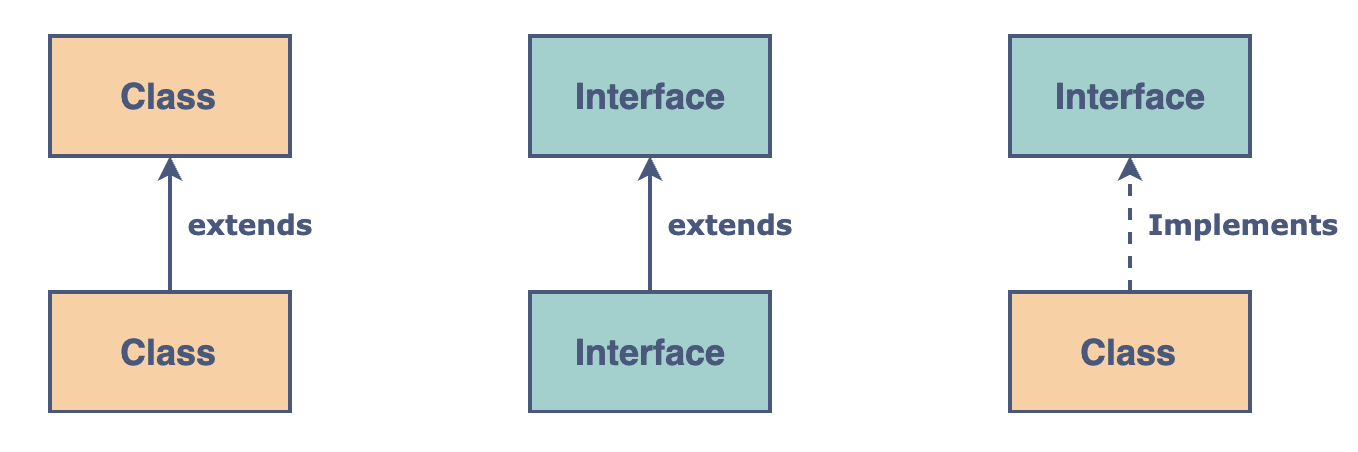 Class
Interface
Interface
extends
extends
Implements
Class
Interface
Class